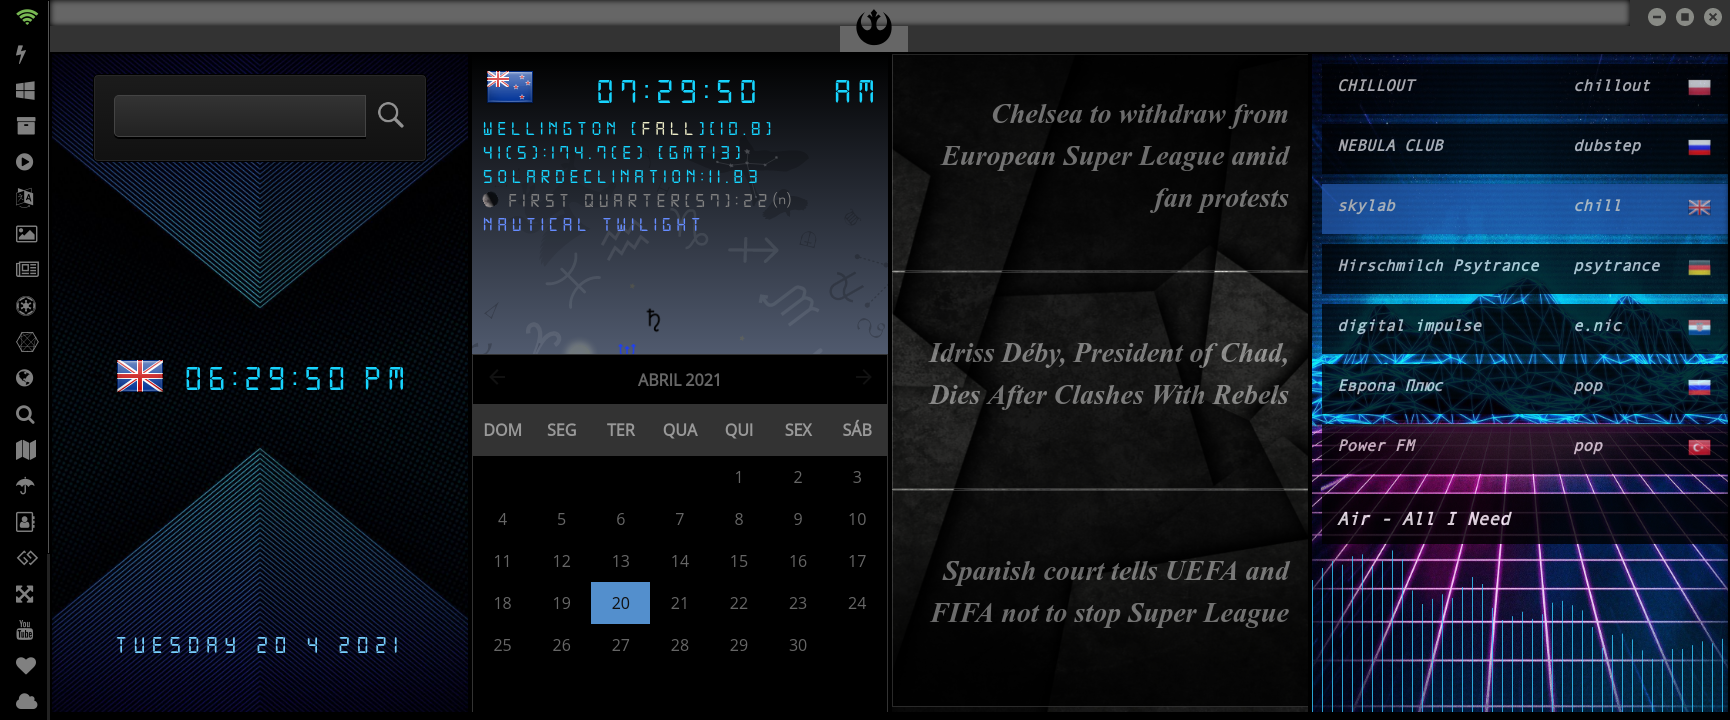 06:29:50 PM
TUESDAY 20 4 2021
07:29:50 AM
WELLINGTON [FALL][10.8]
41(S):174.7(E) [GMT13]
SOLARDECLINATION:11.83
FIRST QUARTER(57):22(n)
NAUTICAL TWILIGHT
ABRIL 2021
DOM SEG TER QUA QUI SEX SÁB
1 2 3
4 5 6 7 8 9 10
11 12 13 14 15 16 17
18 19 20 21 22 23 24
25 26 27 28 29 30
Chelsea to withdraw from
European Super League amid
fan protests
Idriss Déby, President of Chad,
Dies After Clashes With Rebels
Spanish court tells UEFA and
FIFA not to stop Super League
CHILLOUT chillout
NEBULA CLUB dubstep
skylab chill
Hirschmilch Psytrance psytrance
digital impulse e.nic
Европа Плюс pop
Power FM pop
Air - All I Need
You
Tube